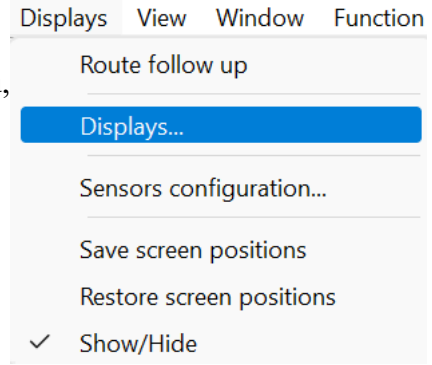 Displays View Window Function
Route follow up
Displays...
Sensors configuration...
Save screen positions
Restore screen positions
✓ Show/Hide